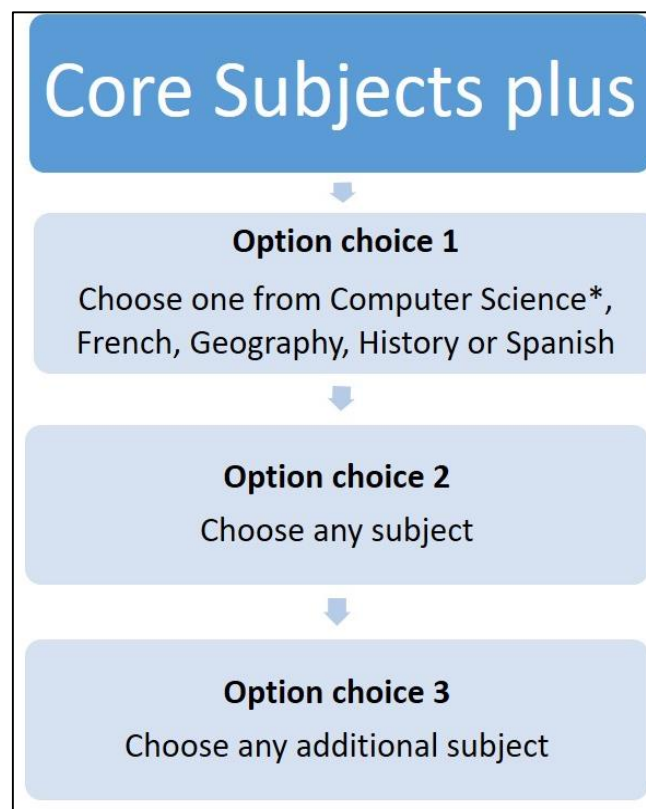 Core Subjects plus
Option choice 1
Choose one from Computer Science*,
French, Geography, History or Spanish
Option choice 2
Choose any subject
Option choice 3
Choose any additional subject